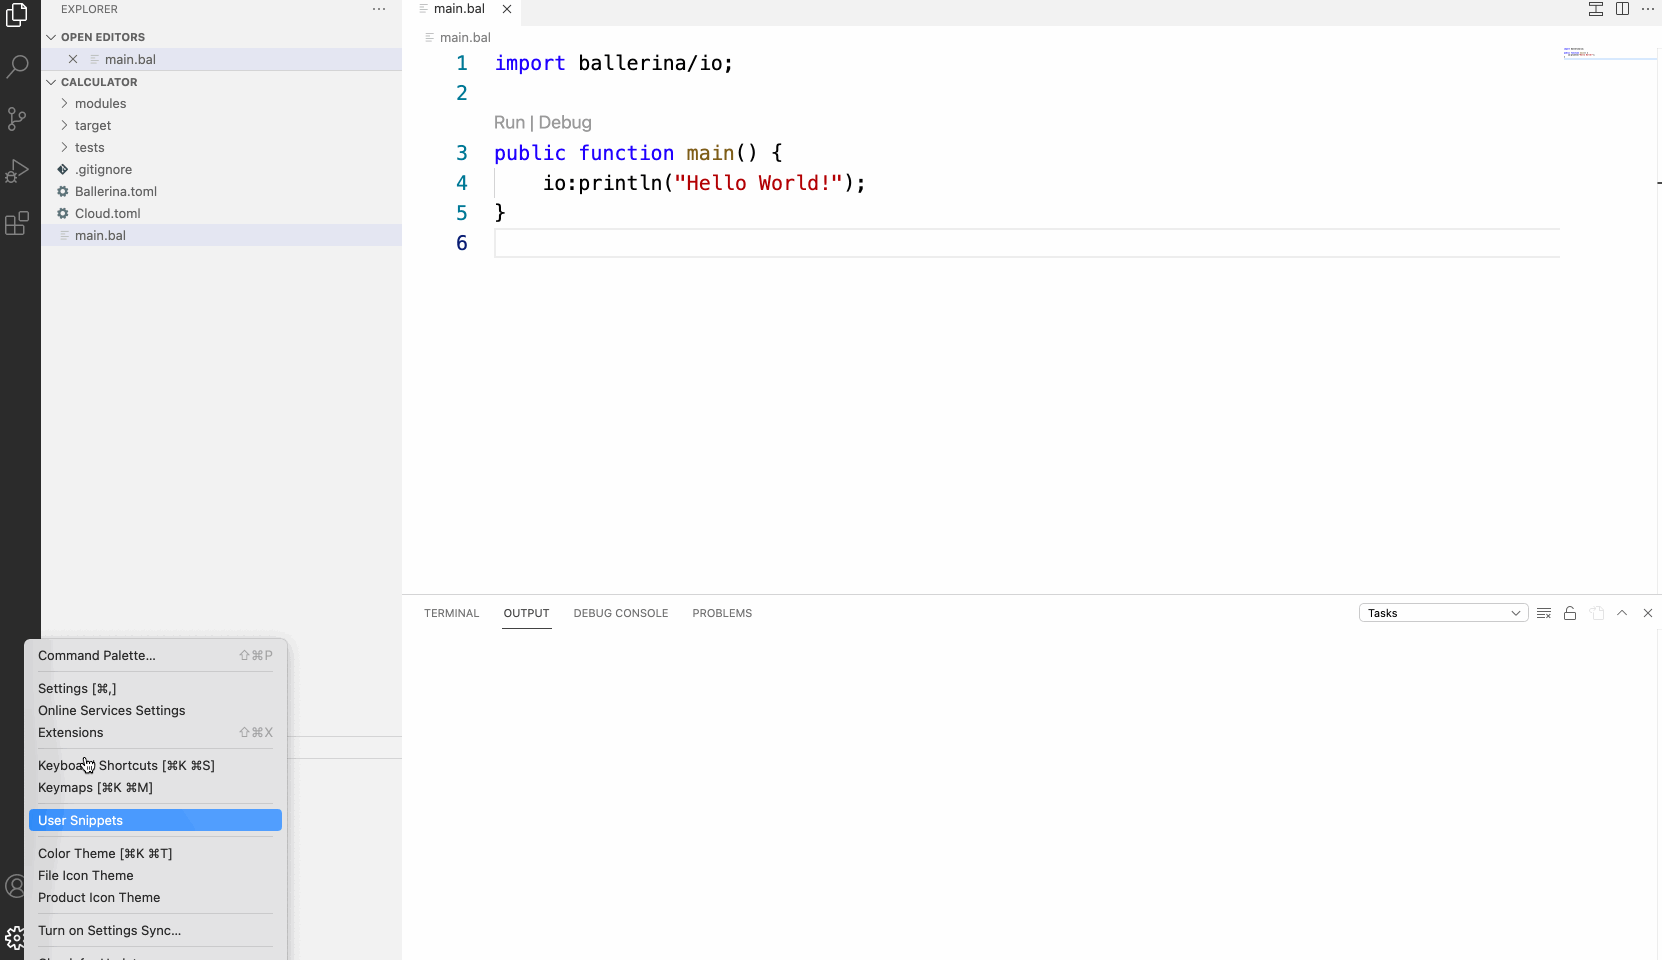 EXPLORER
OPEN EDITORS
main.bal
CALCULATOR
modules
target
tests
.gitignore
Ballerina.toml
Cloud.toml
main.bal
main.bal
main.bal
1 import ballerina/io;
2
Run | Debug
3 public function main() {
4 io:println("Hello World!");
5 }
6
TERMINAL OUTPUT DEBUG CONSOLE PROBLEMS
Tasks
Command Palette... ⇧⌘P
Settings [⌘,]
Online Services Settings
Extensions ⇧⌘X
Keyboard Shortcuts [⌘K ⌘S]
Keymaps [⌘K ⌘M]
User Snippets
Color Theme [⌘K ⌘T]
File Icon Theme
Product Icon Theme
Turn on Settings Sync...